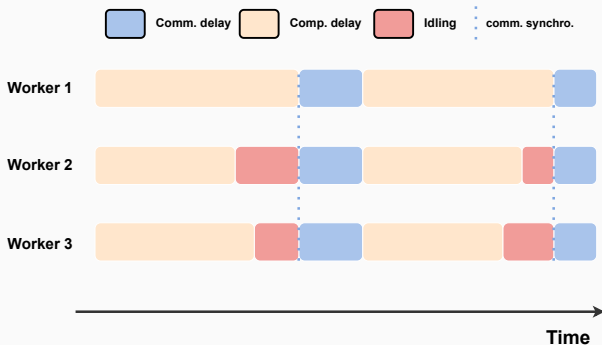 Comm. delay Comp. delay Idling comm. synchro.
Worker 1
Worker 2
Worker 3
Time